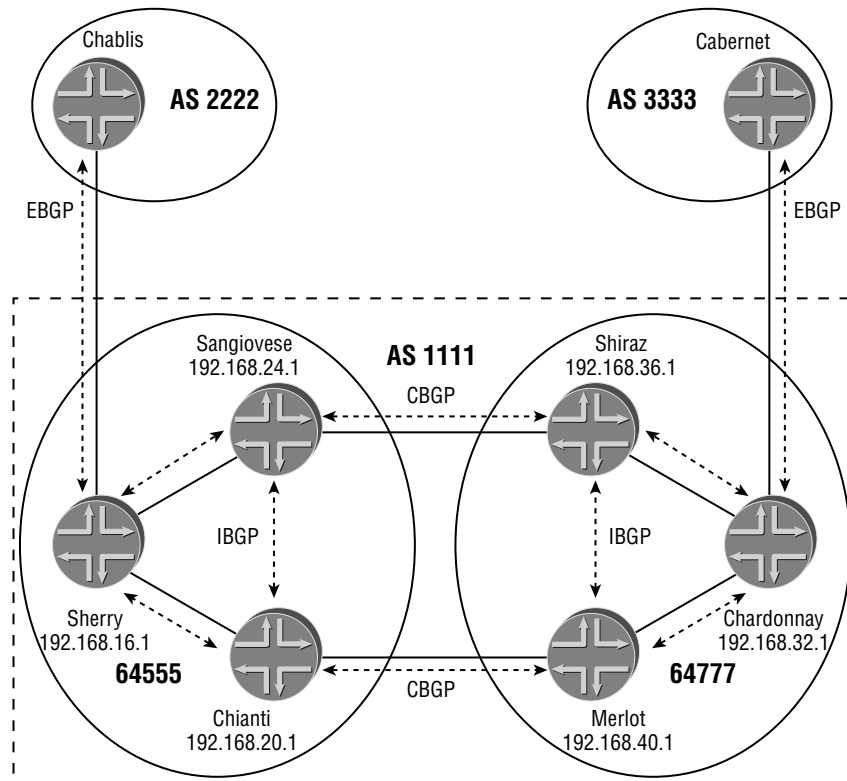 Chablis
AS 2222
Cabernet
AS 3333
EBGP
EBGP
AS 1111
Sangiovese
192.168.24.1
Shiraz
192.168.36.1
CBGP
IBGP
IBGP
Sherry
192.168.16.1
Chardonnay
192.168.32.1
64555
64777
CBGP
Chianti
192.168.20.1
Merlot
192.168.40.1